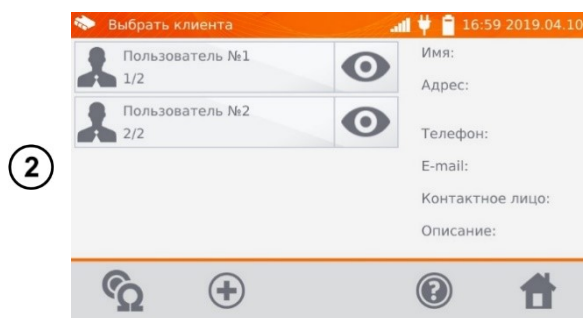 Выбрать клиента
16:59 2019.04.10
Пользователь №1
1/2
Пользователь №2
2/2
Имя:
Адрес:
Телефон:
E-mail:
Контактное лицо:
Описание:
2